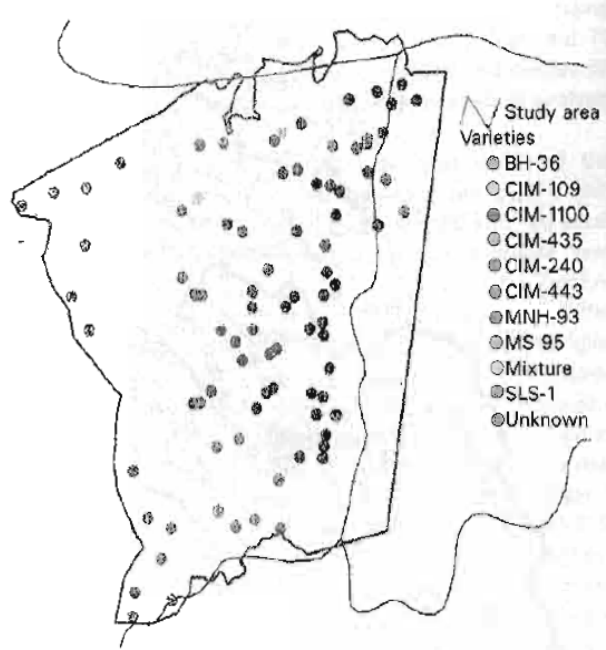 Study area
Varieties
BH-36
CIM-109
CIM-1100
CIM-435
CIM-240
CIM-443
MNH-93
MS 95
Mixture
SLS-1
Unknown